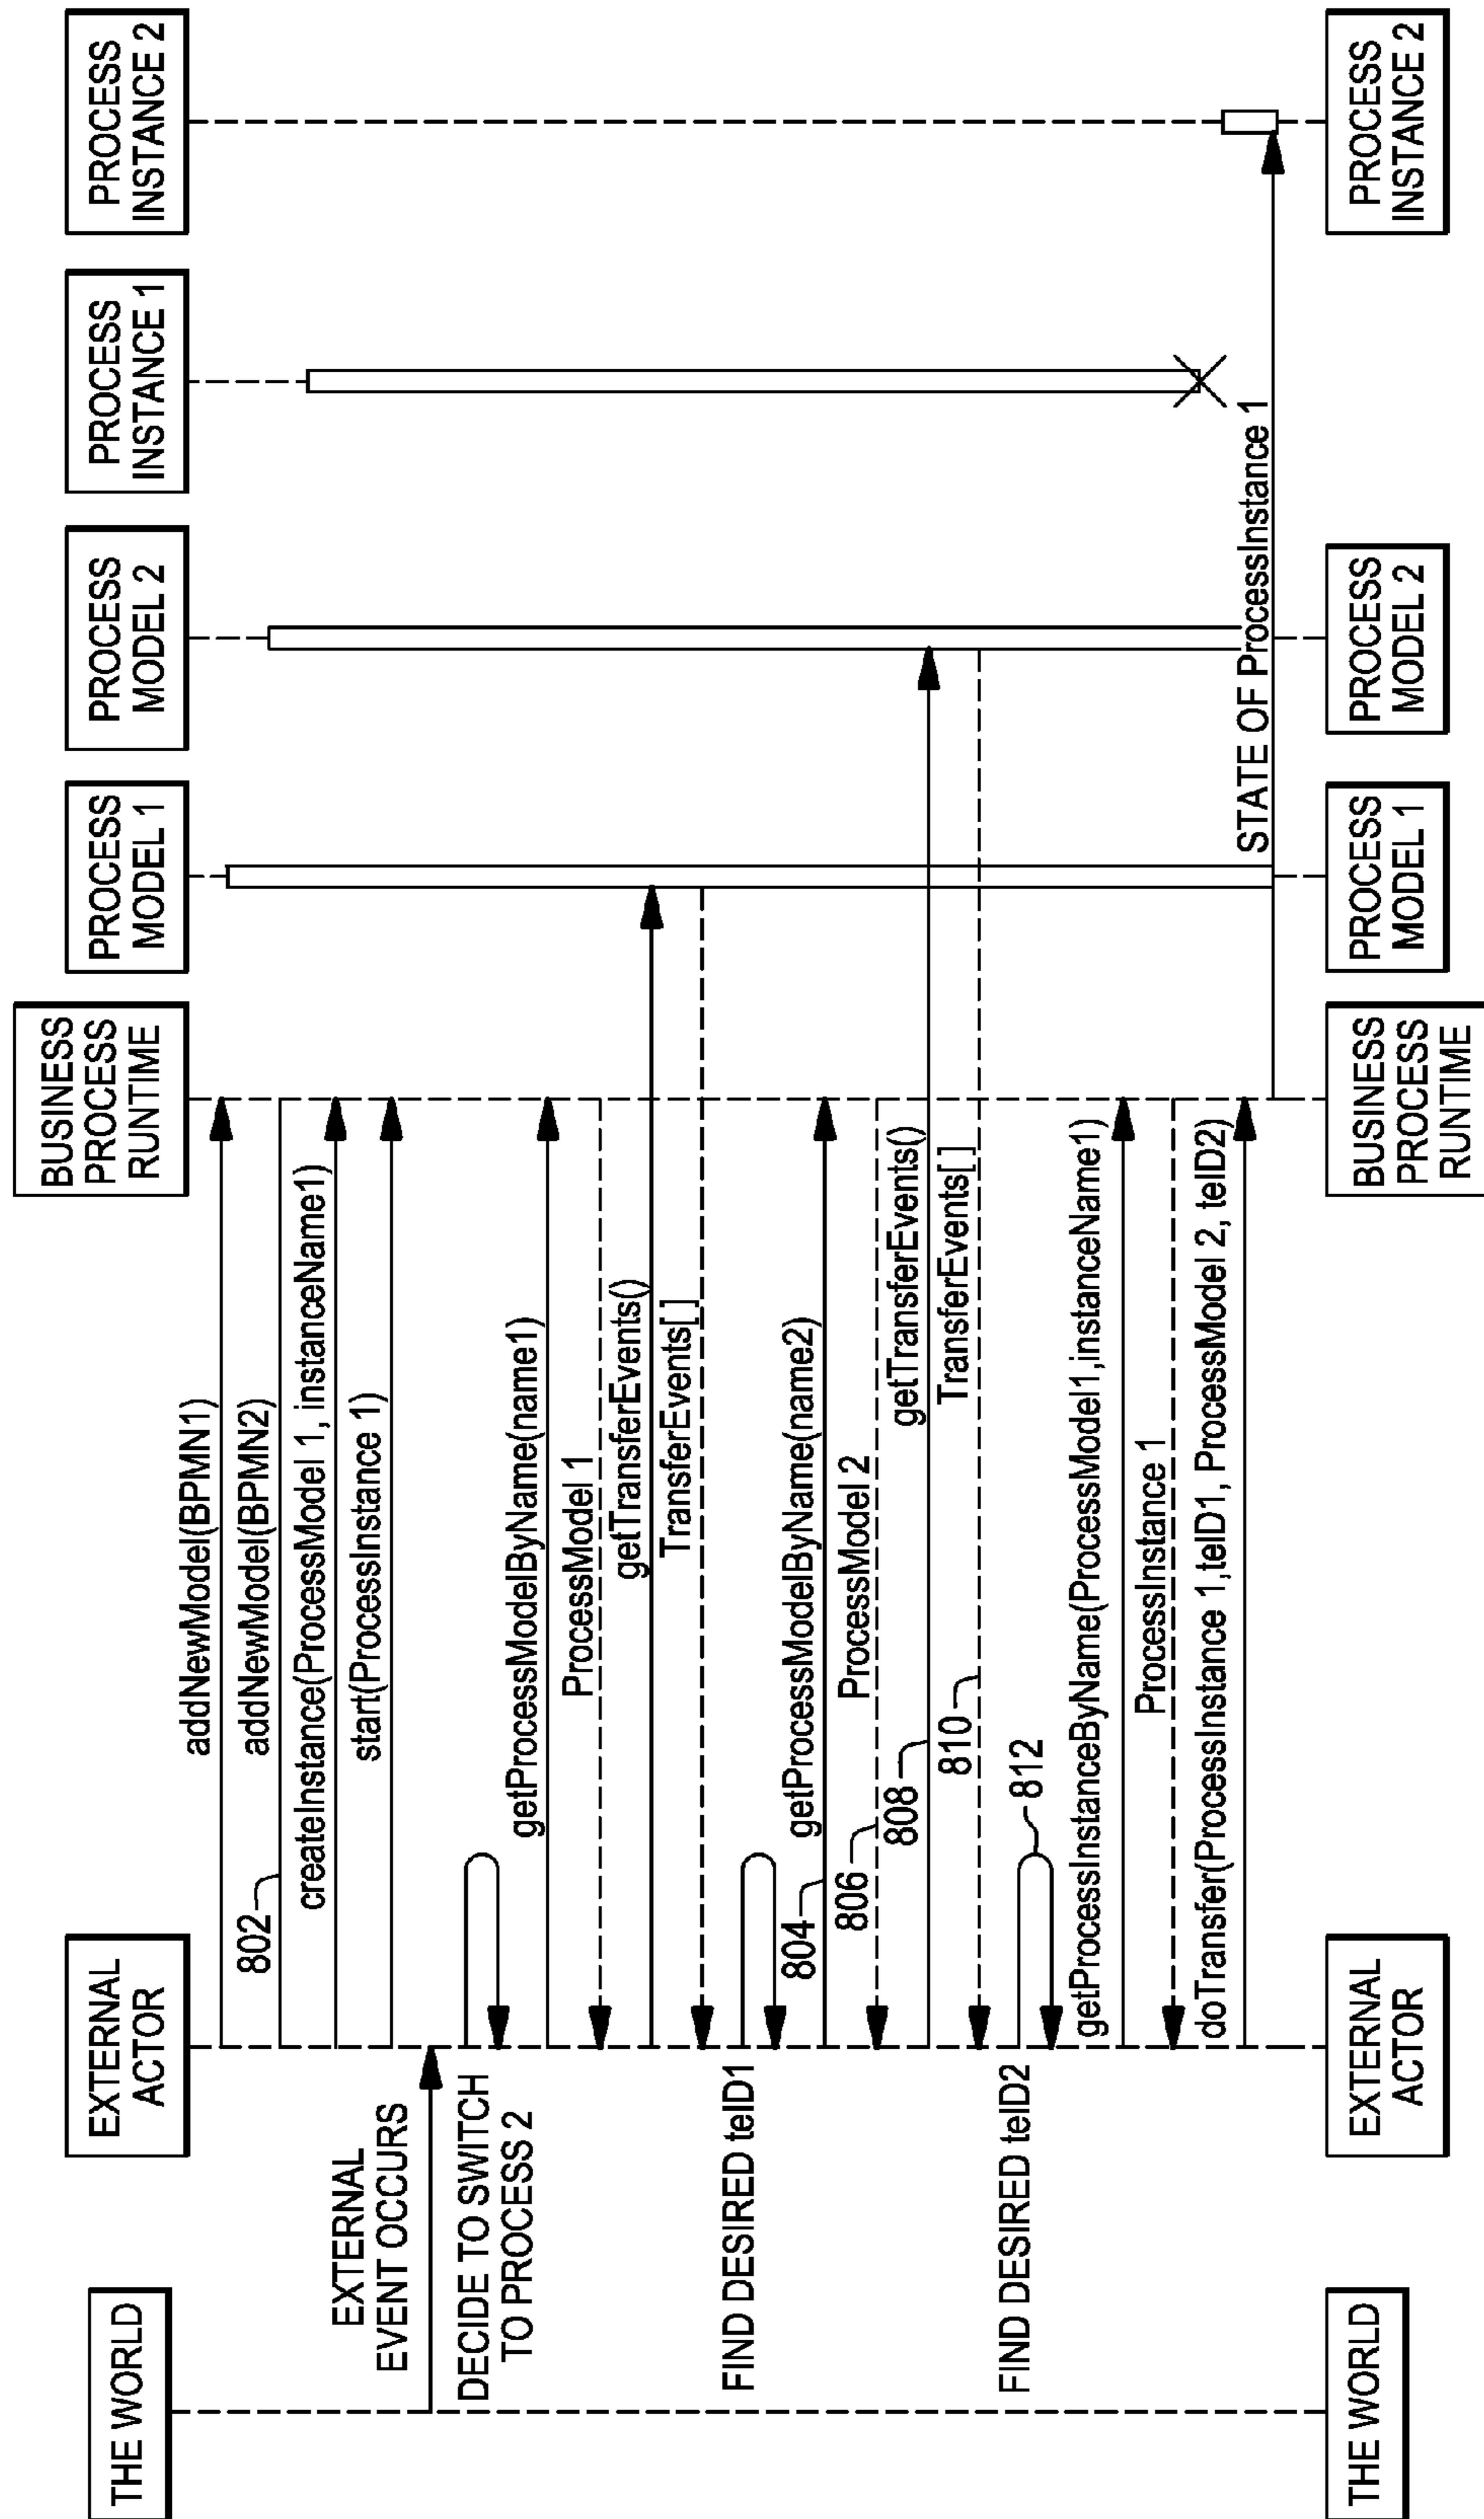 THE WORLD
EXTERNAL
ACTOR
BUSINESS
PROCESS
RUNTIME
PROCESS
MODEL 1
PROCESS
MODEL 2
PROCESS
INSTANCE 1
PROCESS
INSTANCE 2
addNewModel(BPMN1)
802
addNewModel(BPMN2)
createInstance(ProcessModel 1, instanceName1)
start(ProcessInstance 1)
EXTERNAL
EVENT OCCURS
DECIDE TO SWITCH
TO PROCESS 2
getProcessModelByName(name1)
ProcessModel 1
getTransferEvents()
TransferEvents[ ]
FIND DESIRED teID1
804
getProcessModelByName(name2)
806
ProcessModel 2
808
getTransferEvents()
810
TransferEvents[ ]
FIND DESIRED teID2
812
getProcessInstanceByName(ProcessModel1,instanceName1)
ProcessInstance 1
doTransfer(ProcessInstance 1,teID1, ProcessModel 2, teID2)
STATE OF ProcessInstance 1
THE WORLD
EXTERNAL
ACTOR
BUSINESS
PROCESS
RUNTIME
PROCESS
MODEL 1
PROCESS
MODEL 2
PROCESS
INSTANCE 2